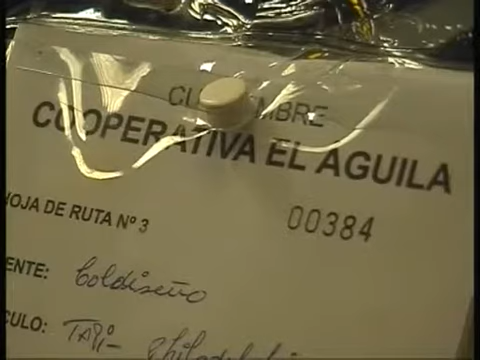 COOPERATIVA EL AGUILA
HOJA DE RUTA Nº 3 00384
ENTE: Coldiseño
CULO: TAPi-